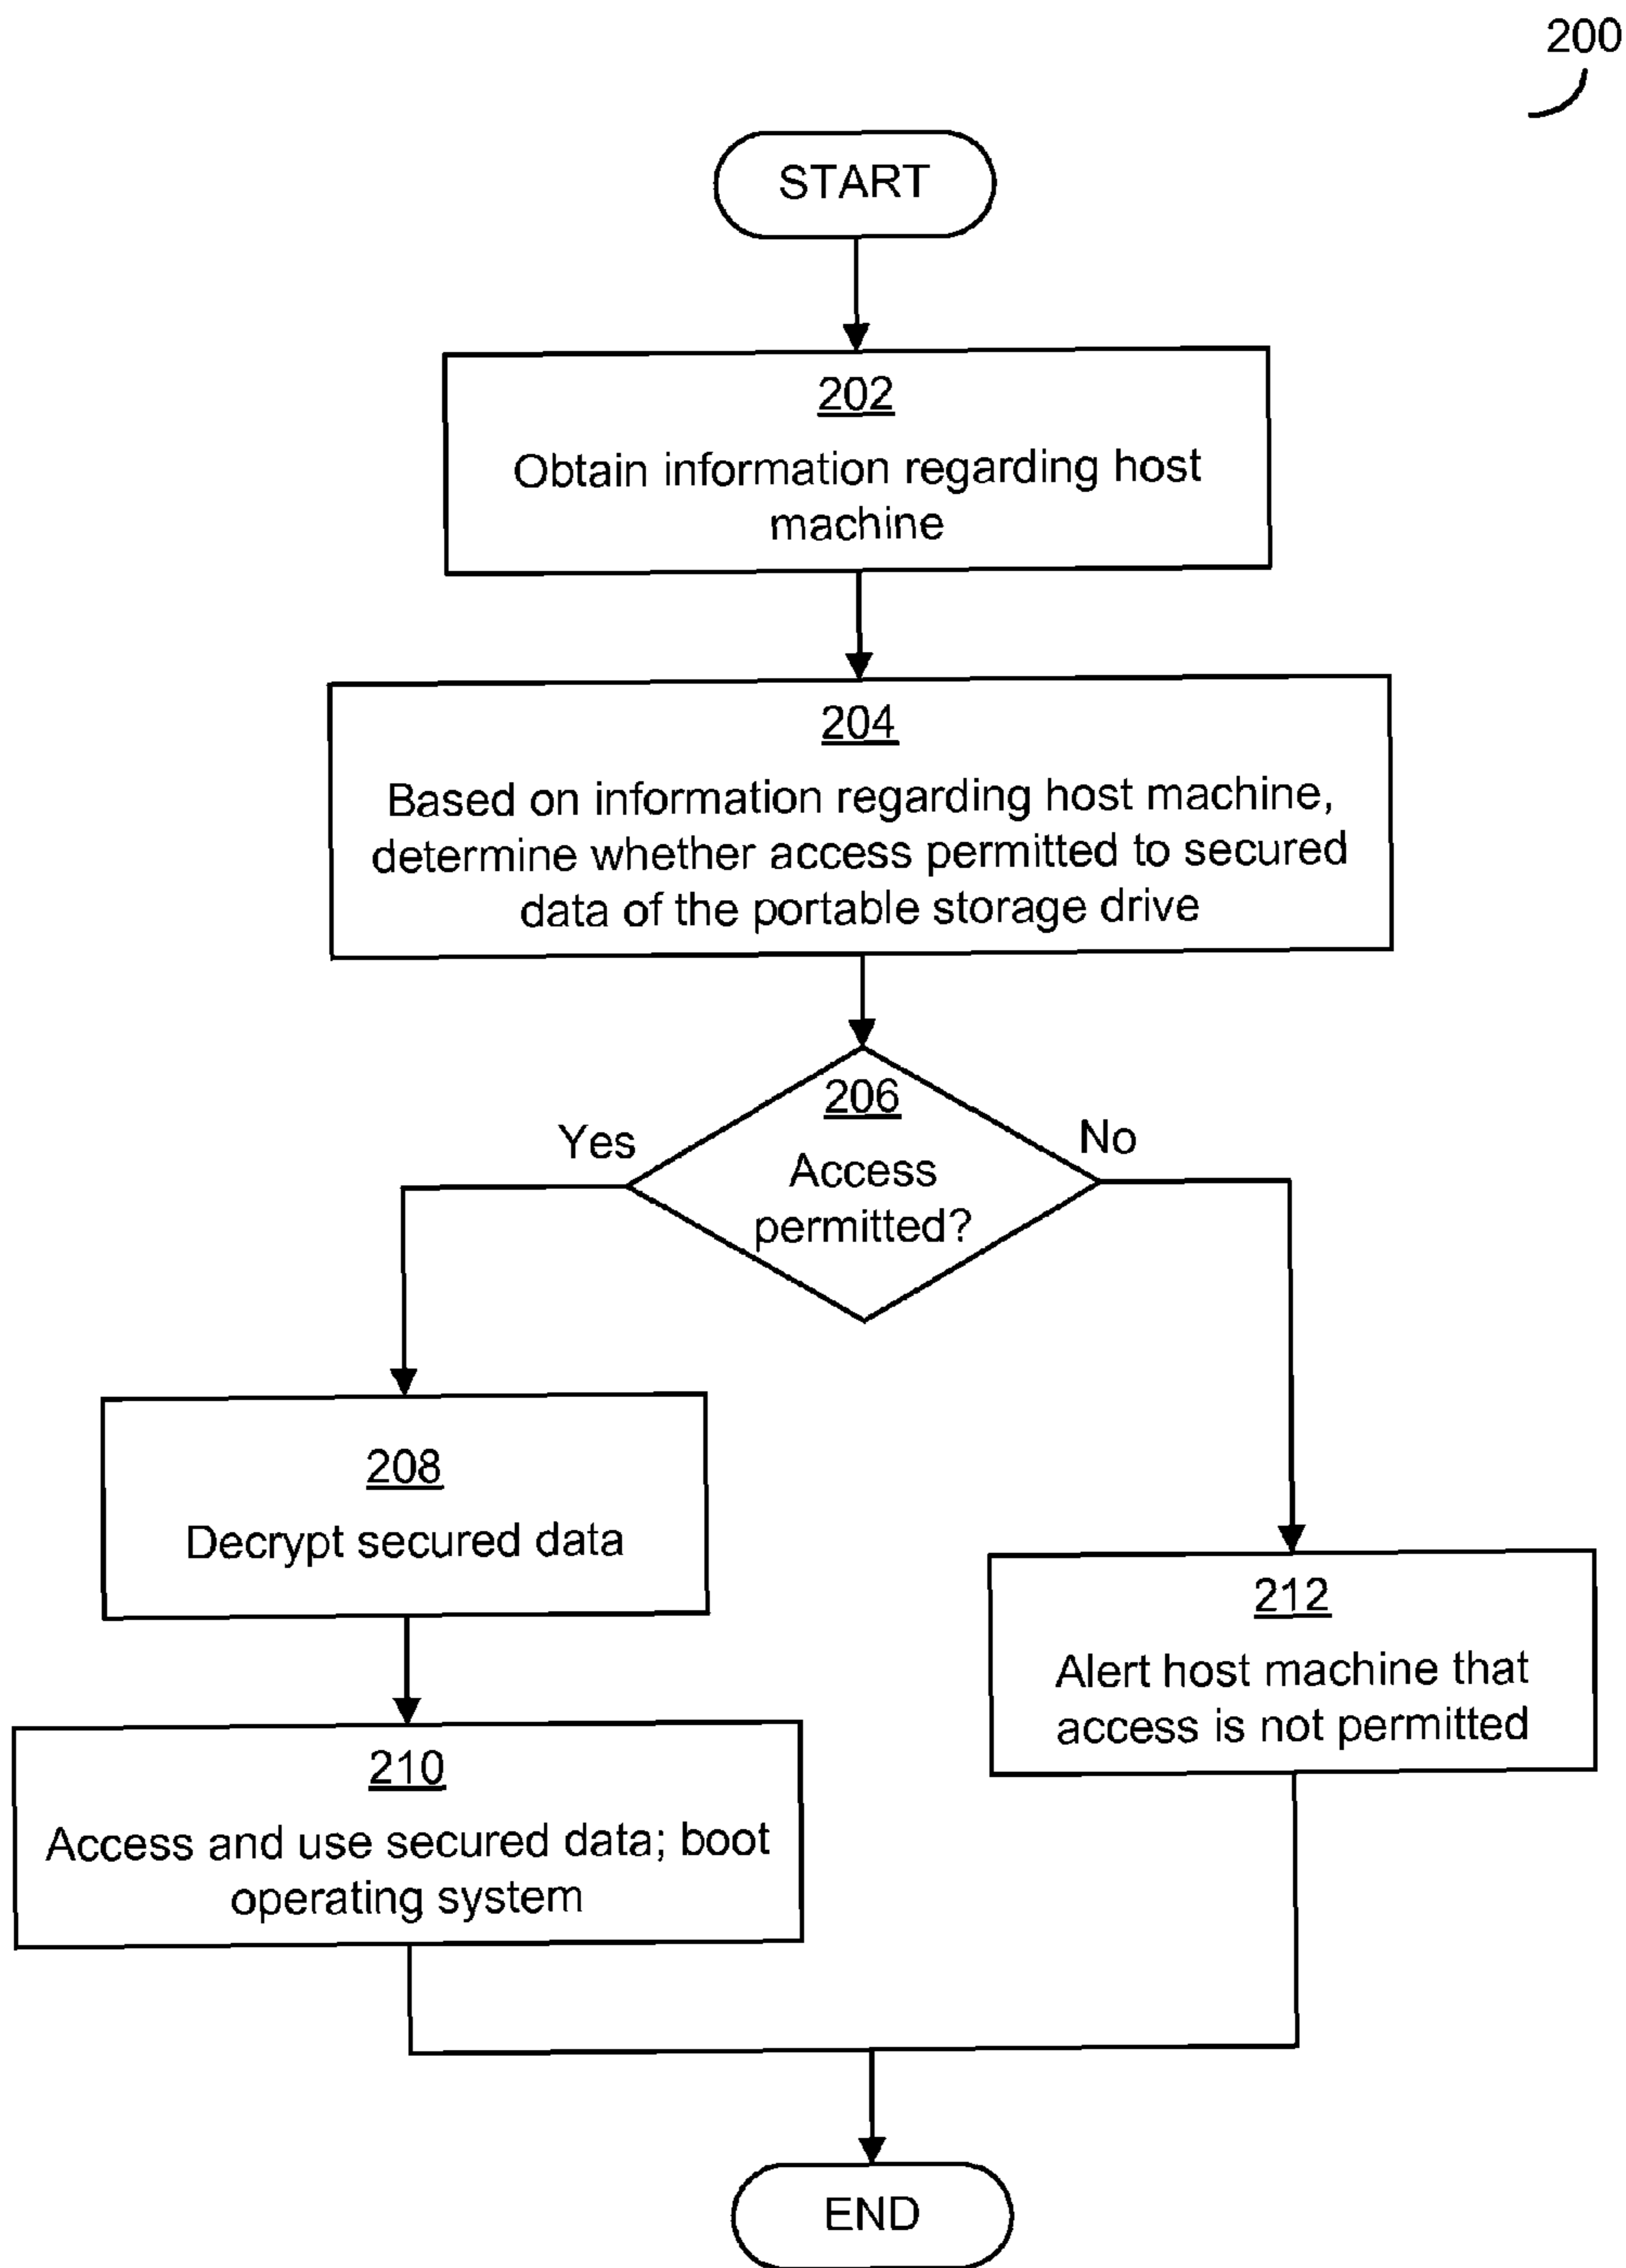 200
START
202
Obtain information regarding host
machine
204
Based on information regarding host machine,
determine whether access permitted to secured
data of the portable storage drive
206
Access
permitted?
Yes
No
208
Decrypt secured data
212
Alert host machine that
access is not permitted
210
Access and use secured data; boot
operating system
END